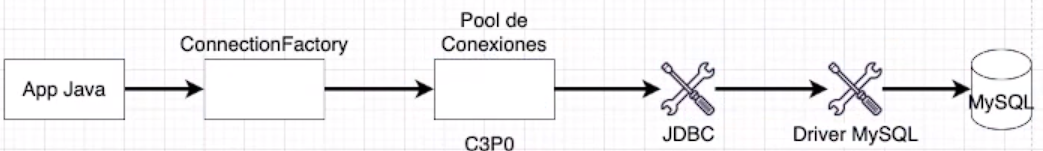 Pool de
Conexiones
ConnectionFactory
App Java
MySQL
C3P0
JDBC
Driver MySQL